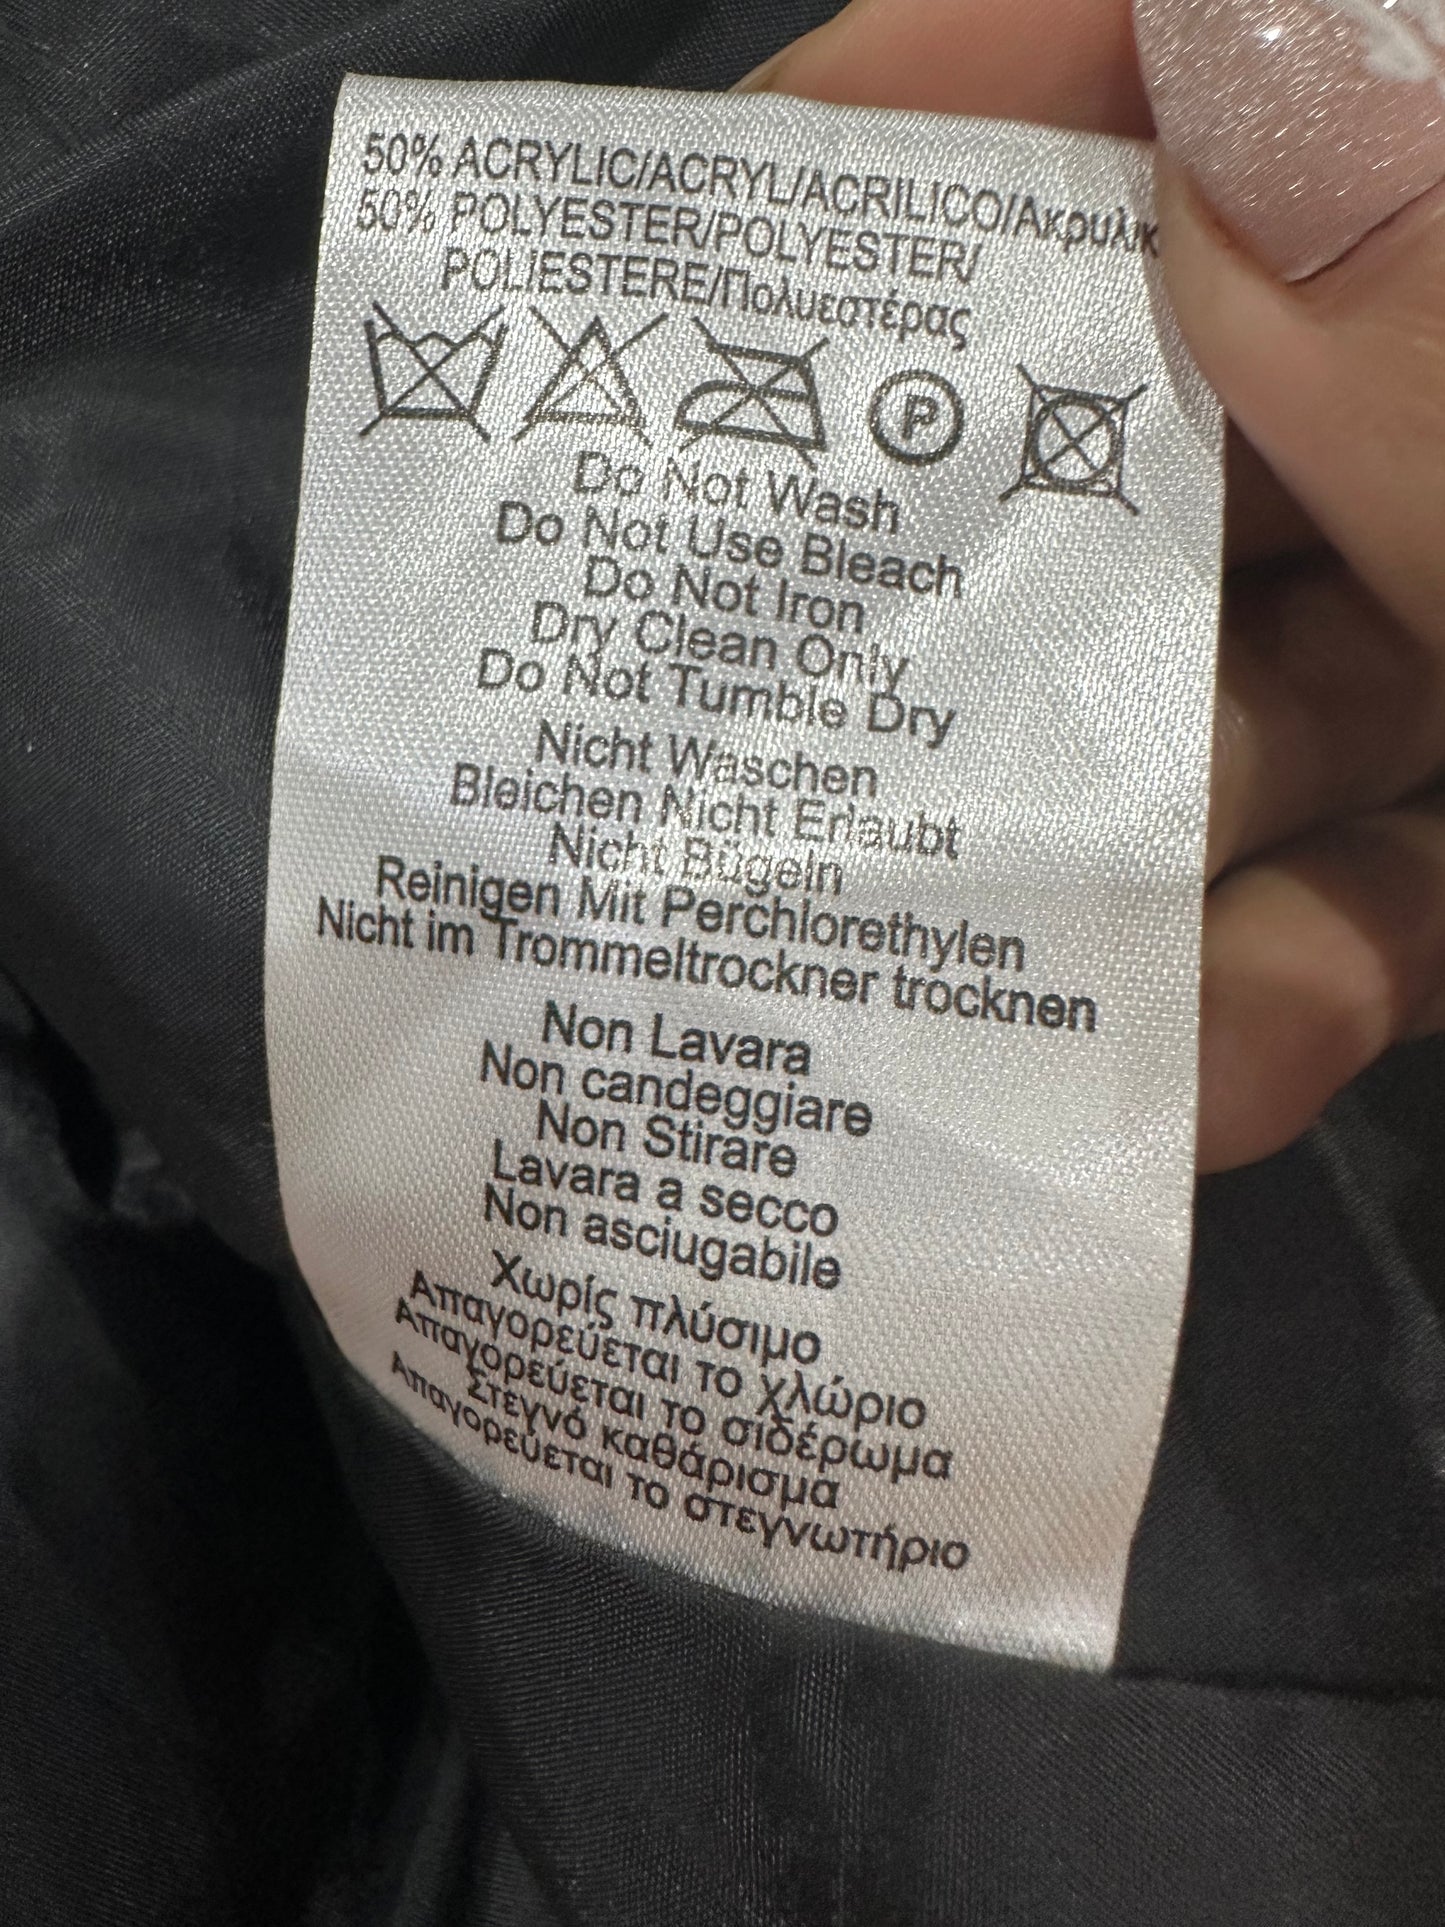 50% ACRYLIC/ACRYL/ACRILICO/Ακρυλικ
50% POLYESTER/POLYESTER/
POLIESTERE/Πολυεστέρας
P
Do Not Wash
Do Not Use Bleach
Do Not Iron
Dry Clean Only
Do Not Tumble Dry
Nicht Waschen
Bleichen Nicht Erlaubt
Nicht Bügeln
Reinigen Mit Perchlorethylen
Nicht im Trommeltrockner trocknen
Non Lavara
Non candeggiare
Non Stirare
Lavara a secco
Non asciugabile
Χωρίς πλύσιμο
Απαγορεύεται το χλώριο
Απαγορεύεται το σιδέρωμα
Στεγνό καθάρισμα
Απαγορεύεται το στεγνωτήριο